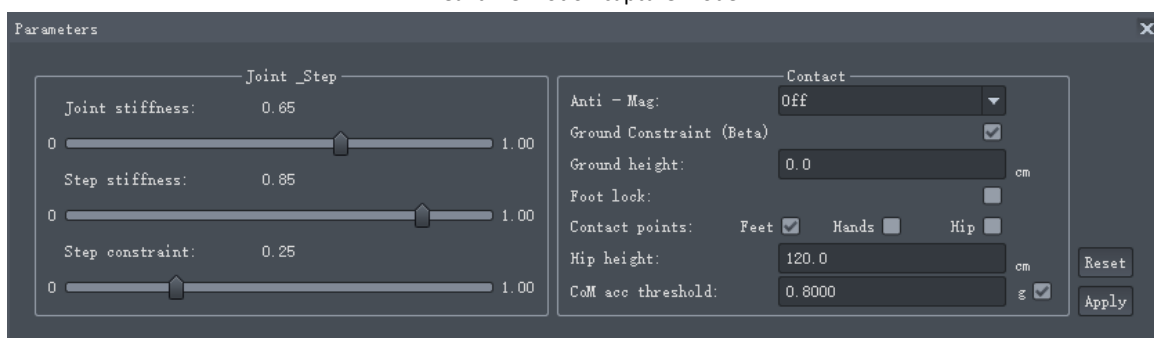 Parameters
Joint _Step
Joint stiffness: 0.65
0 1.00
Step stiffness: 0.85
0 1.00
Step constraint: 0.25
0 1.00
Contact
Anti - Mag: Off
Ground Constraint (Beta)
Ground height: 0.0 cm
Foot lock:
Contact points: Feet Hands Hip
Hip height: 120.0 cm
CoM acc threshold: 0.8000 g
Reset
Apply